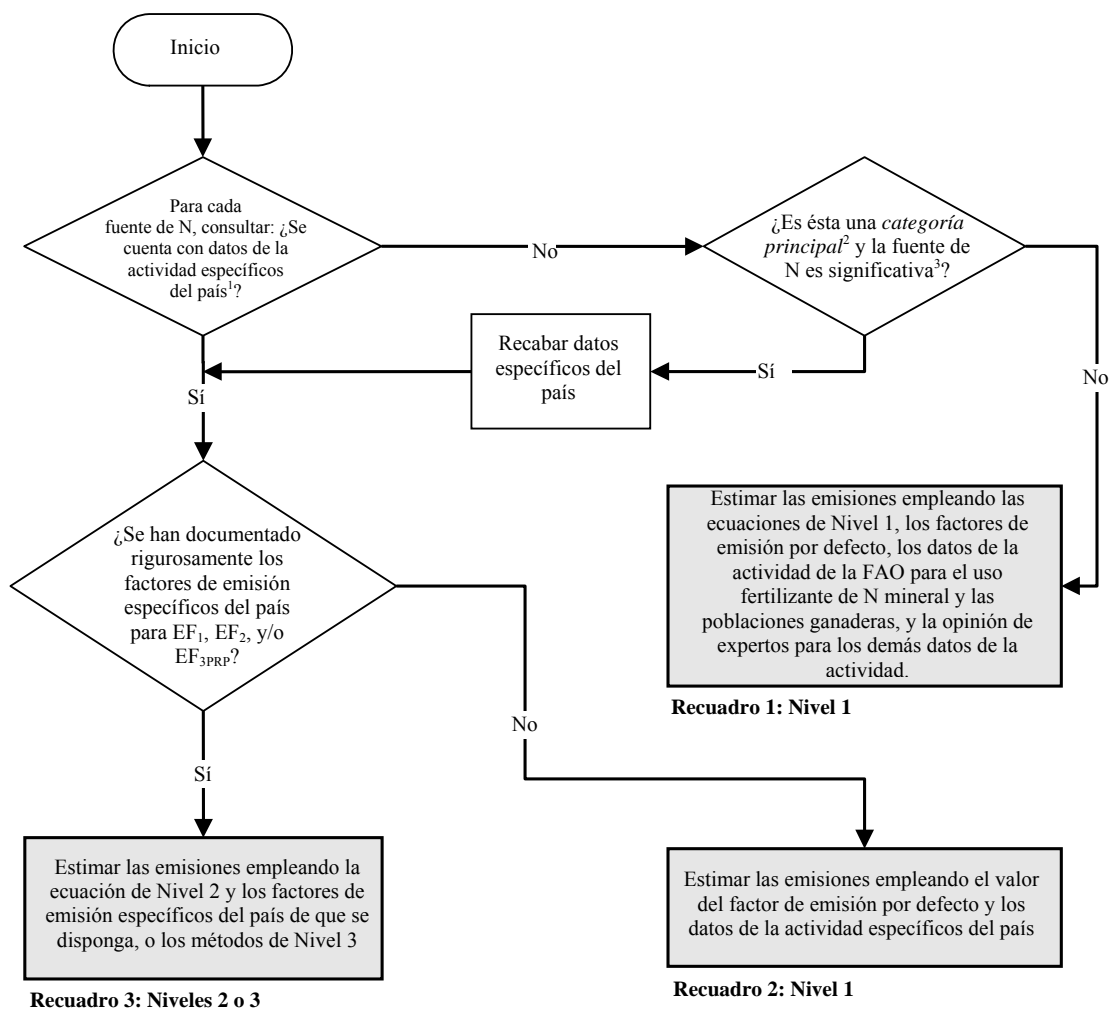 Inicio
Para cada
fuente de N, consultar: ¿Se
cuenta con datos de la
actividad específicos
del país¹?
No
¿Es ésta una categoría
principal² y la fuente de
N es significativa³?
Recabar datos
específicos del
país
Sí
No
Sí
¿Se han documentado
rigurosamente los
factores de emisión
específicos del país
para EF₁, EF₂, y/o
EF₃PRP?
Estimar las emisiones empleando las
ecuaciones de Nivel 1, los factores de
emisión por defecto, los datos de la
actividad de la FAO para el uso
fertilizante de N mineral y las
poblaciones ganaderas, y la opinión de
expertos para los demás datos de la
actividad.
Recuadro 1: Nivel 1
No
Sí
Estimar las emisiones empleando la
ecuación de Nivel 2 y los factores de
emisión específicos del país de que se
disponga, o los métodos de Nivel 3
Recuadro 3: Niveles 2 o 3
Estimar las emisiones empleando el valor
del factor de emisión por defecto y los
datos de la actividad específicos del país
Recuadro 2: Nivel 1